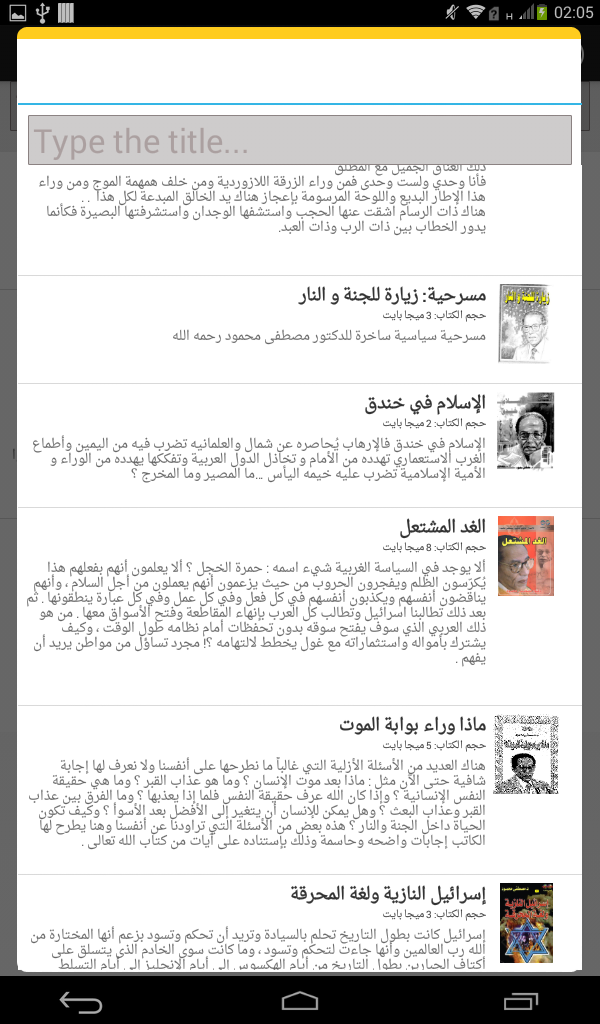 02:05
H
Type the title...
ذلك العناق الجميل مع المطلق
فأنا وحدي ولست وحدى فمن وراء الزرقة اللازوردية ومن خلف همهمة الموج ومن وراء
هذا الإطار البديع واللوحة المرسومة بإعجاز هناك يد الخالق المبدعة لكل هذا . .
هناك ذات الرسام اشقت عنها الحجب واستشفها الوجدان واستشرفتها البصيرة فكأنما
يدور الخطاب بين ذات الرب وذات العبد.
مسرحية: زيارة للجنة و النار
حجم الكتاب: 3 ميجا بايت
مسرحية سياسية ساخرة للدكتور مصطفى محمود رحمه الله
زيارة للجنة و النار
الإسلام في خندق
حجم الكتاب: 2 ميجا بايت
الإسلام في خندق فالإرهاب يُحاصره عن شمال والعلمانيه تضرب فيه من اليمين وأطماع
الغرب الاستعماري تهدده من الأمام و تخاذل الدول العربية وتفككها يهدده من الوراء و
الأمية الإسلامية تضرب عليه خيمه اليأس ...ما المصير وما المخرج ؟
الغد المشتعل
حجم الكتاب: 8 ميجا بايت
ألا يوجد في السياسة الغربية شيء اسمه : حمرة الخجل ؟ ألا يعلمون أنهم بفعلهم هذا
يُكرّسون الظلم ويفجرون الحروب من حيث يزعمون أنهم يعملون من أجل السلام ، وأنهم
يناقضون أنفسهم ويكذبون أنفسهم في كل فعل وفي كل عمل وفي كل عبارة ينطقونها . ثم
بعد ذلك تطالبنا اسرائيل وتطالب كل العرب بإنهاء المقاطعة وفتح الأسواق معها . من هو
ذلك العربي الذي سوف يفتح سوقه بدون تحفظات أمام نظامه طول الوقت ، وكيف
يشترك بأمواله واستثماراته مع غول يخطط لالتهامه ؟! مجرد تساؤل من مواطن يريد أن
يفهم .
الغد المشتعل
ماذا وراء بوابة الموت
حجم الكتاب: 5 ميجا بايت
هناك العديد من الأسئلة الأزلية التي غالباً ما نطرحها على أنفسنا ولا نعرف لها إجابة
شافية حتى الآن مثل : ماذا بعد موت الإنسان ؟ وما هو عذاب القبر ؟ وما هي حقيقة
النفس الإنسانية ؟ وإذا كان الله عرف حقيقة النفس فلما إذا يعذبها ؟ وما الفرق بين عذاب
القبر وعذاب البعث ؟ وهل يمكن للإنسان أن يتغير إلى الأفضل بعد الأسوأ ؟ وكيف تكون
الحياة داخل الجنة والنار ؟ هذه بعض من الأسئلة التي تراودنا عن أنفسنا وهنا يطرح لها
الكاتب إجابات واضحه وحاسمة وذلك بإستناده على أيات من كتاب الله تعالى .
إسرائيل النازية ولغة المحرقة
حجم الكتاب: 3 ميجا بايت
إسرائيل كانت بطول التاريخ تحلم بالسيادة وتريد أن تحكم وتسود بزعم أنها المختارة من
الله رب العالمين وأنها جاءت لتحكم وتسود ، وما كانت سوى الخادم الذي يتسلق على
أكتاف الجبارين بطول التاريخ من أيام الهكسوس إلى أيام الإنجليز إلى أيام التسلط